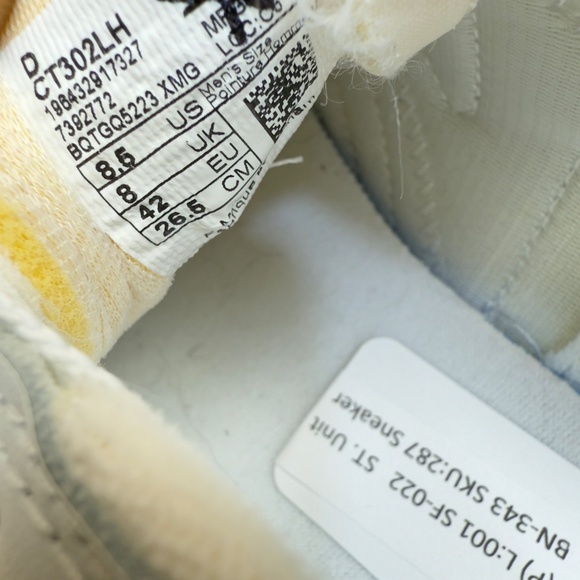 D
CT302LH
196432917327
7392772
BQTGQ5223 XMG
Men's Size
8.5 US
8 UK
42 EU
26.5 CM
(P) L:001 SF-022 ST. Unit
BN-343 SKU:287 Sneaker